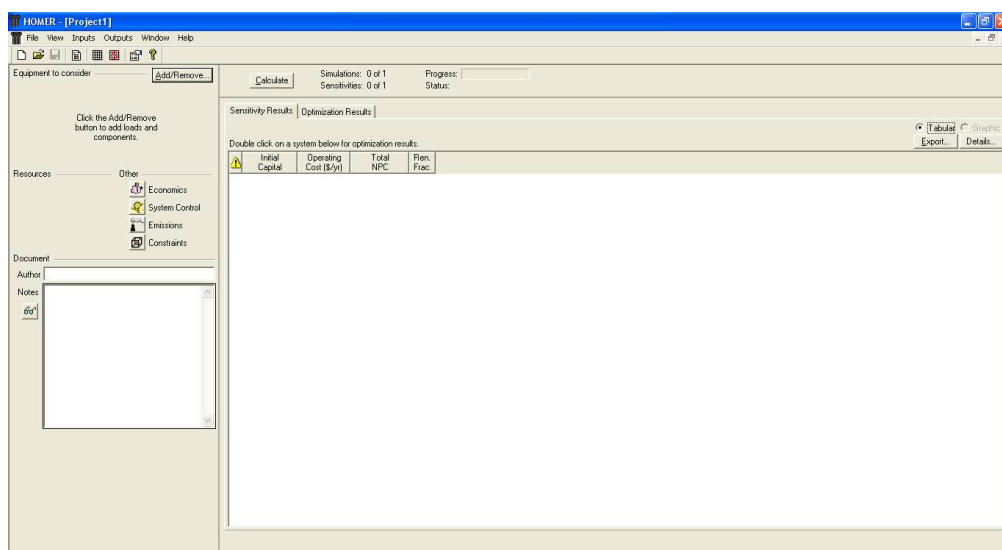 HOMER - [Project1]
File View Inputs Outputs Window Help
Equipment to consider
Add/Remove...
Click the Add/Remove
button to add loads and
components.
Resources
Other
Economics
System Control
Emissions
Constraints
Document
Author
Notes
Calculate
Simulations: 0 of 1
Sensitivities: 0 of 1
Progress:
Status:
Sensitivity Results
Optimization Results
Tabular
Graphic
Double click on a system below for optimization results.
Export...
Details...
Initial Capital
Operating Cost ($/yr)
Total NPC
Ren. Frac.